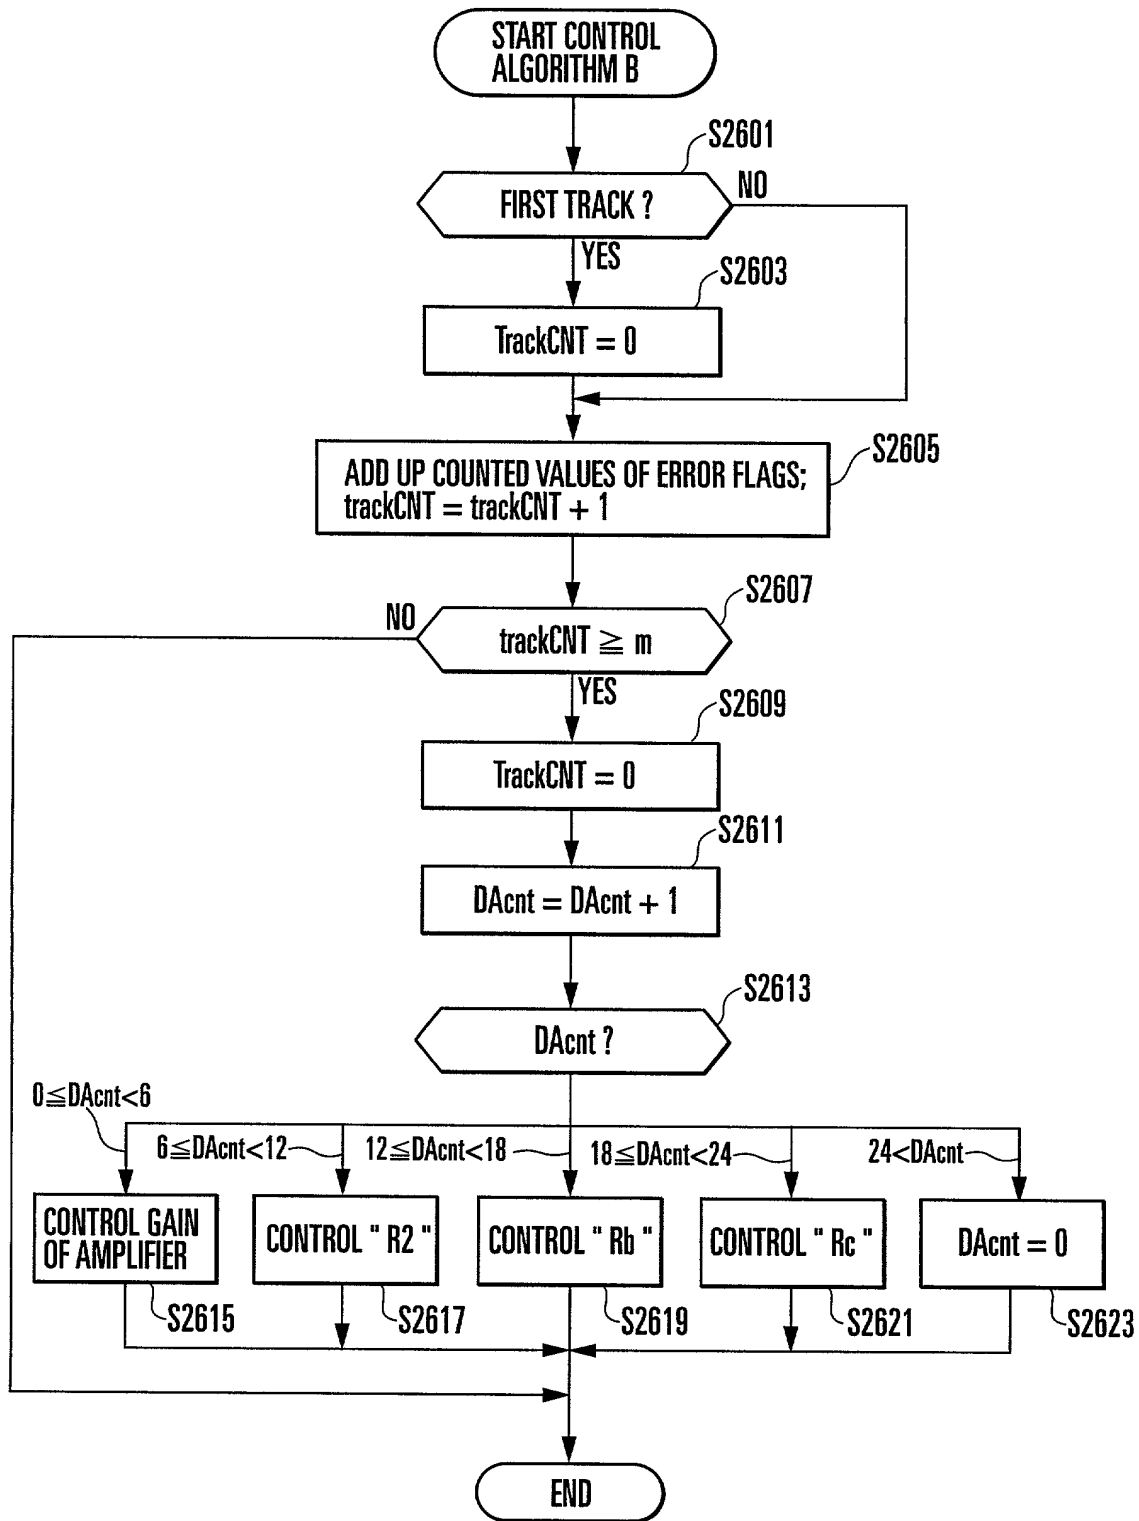 START CONTROL
ALGORITHM B
S2601
FIRST TRACK ?
NO
YES
S2603
TrackCNT = 0
S2605
ADD UP COUNTED VALUES OF ERROR FLAGS;
trackCNT = trackCNT + 1
S2607
NO
trackCNT ≧ m
YES
S2609
TrackCNT = 0
S2611
DAcnt = DAcnt + 1
S2613
DAcnt ?
0≦DAcnt<6
6≦DAcnt<12
12≦DAcnt<18
18≦DAcnt<24
24<DAcnt
CONTROL GAIN
OF AMPLIFIER
CONTROL " R2 "
CONTROL " Rb "
CONTROL " Rc "
DAcnt = 0
S2615
S2617
S2619
S2621
S2623
END